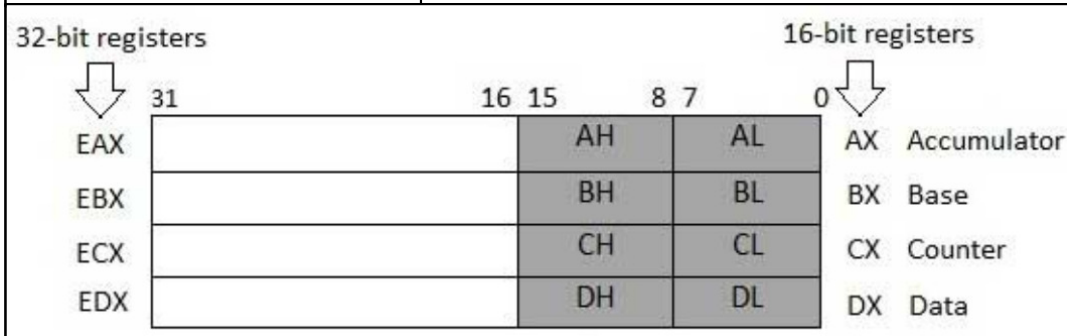 32-bit registers 16-bit registers
31 16 15 8 7 0
EAX AH AL AX Accumulator
EBX BH BL BX Base
ECX CH CL CX Counter
EDX DH DL DX Data